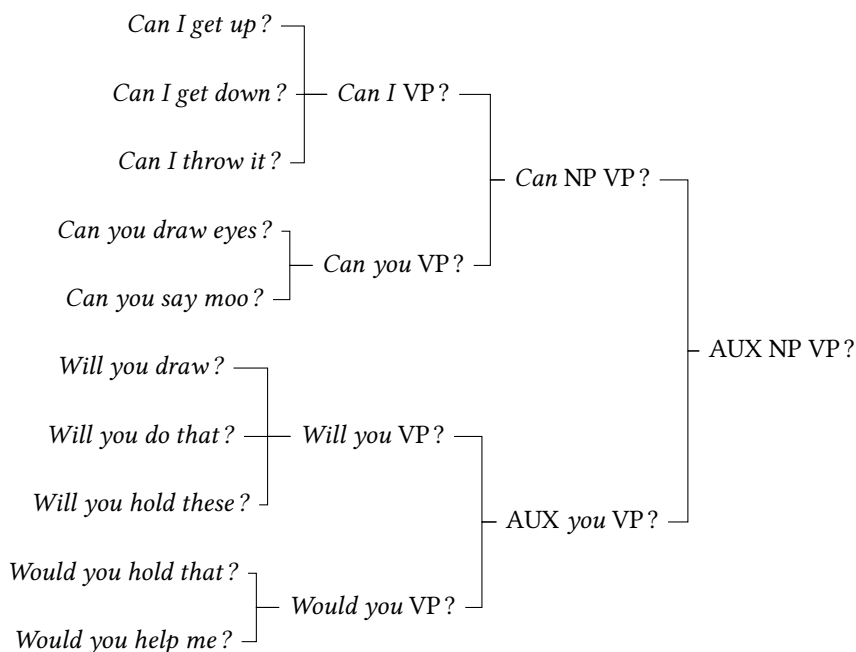 Can I get up?
Can I get down?
Can I VP?
Can I throw it?
Can NP VP?
Can you draw eyes?
Can you VP?
Can you say moo?
AUX NP VP?
Will you draw?
Will you do that?
Will you VP?
Will you hold these?
AUX you VP?
Would you hold that?
Would you VP?
Would you help me?